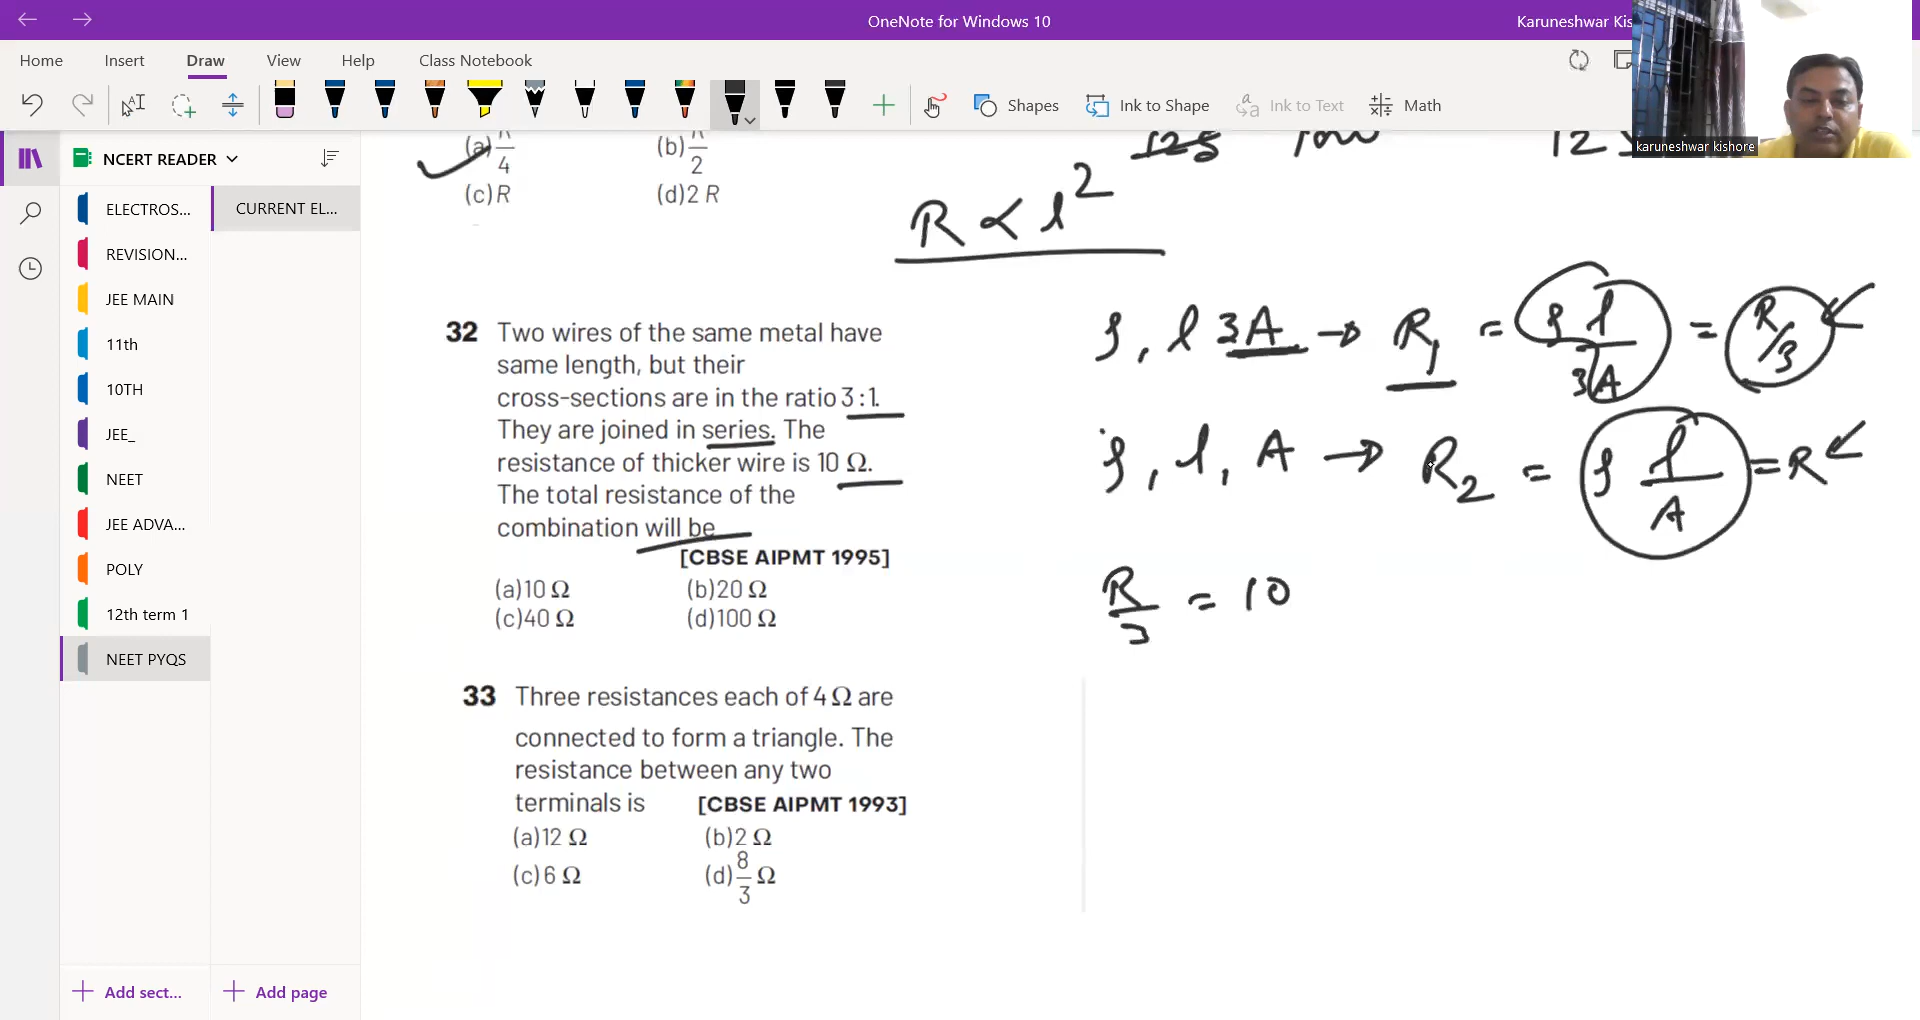 OneNote for Windows 10
Karuneshwar Kis
Home Insert Draw View Help Class Notebook
Shapes Ink to Shape Ink to Text Math
karuneshwar kishore
NCERT READER
ELECTROS...
REVISION...
JEE MAIN
11th
10TH
JEE_
NEET
JEE ADVA...
POLY
12th term 1
NEET PYQS
Add sect...
CURRENT EL...
Add page
(a) R/4 (b) R/2
(c) R (d) 2 R
R ∝ l²
32 Two wires of the same metal have
same length, but their
cross-sections are in the ratio 3:1.
They are joined in series. The
resistance of thicker wire is 10 Ω.
The total resistance of the
combination will be
[CBSE AIPMT 1995]
(a) 10 Ω (b) 20 Ω
(c) 40 Ω (d) 100 Ω
33 Three resistances each of 4 Ω are
connected to form a triangle. The
resistance between any two
terminals is [CBSE AIPMT 1993]
(a) 12 Ω (b) 2 Ω
(c) 6 Ω (d) 8/3 Ω
ρ, l 3A → R₁ = ρ l/3A = R/3
ρ, l, A → R₂ = ρ l/A = R
R/3 = 10